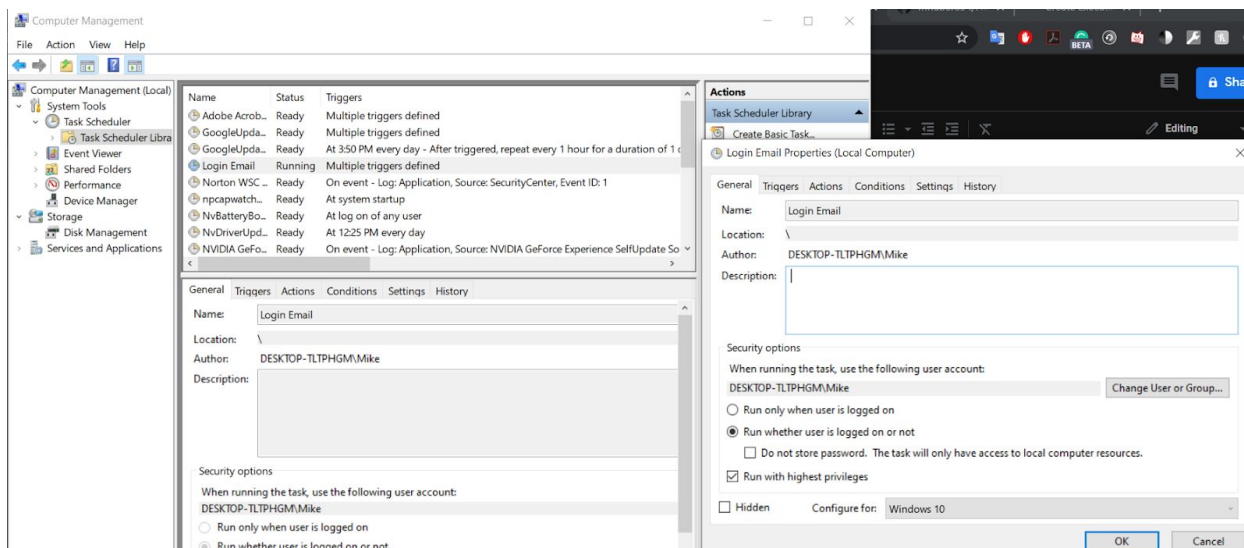 Computer Management
File Action View Help
Computer Management (Local)
System Tools
Task Scheduler
Task Scheduler Libra
Event Viewer
Shared Folders
Performance
Device Manager
Storage
Disk Management
Services and Applications
Name Status Triggers
Adobe Acrob... Ready Multiple triggers defined
GoogleUpda... Ready Multiple triggers defined
GoogleUpda... Ready At 3:50 PM every day - After triggered, repeat every 1 hour for a duration of 1
Login Email Running Multiple triggers defined
Norton WSC ... Ready On event - Log: Application, Source: SecurityCenter, Event ID: 1
npcapwatch... Ready At system startup
NvBatteryBo... Ready At log on of any user
NvDriverUpd... Ready At 12:25 PM every day
NVIDIA GeFo... Ready On event - Log: Application, Source: NVIDIA GeForce Experience SelfUpdate So
General Triggers Actions Conditions Settings History
Name: Login Email
Location: \
Author: DESKTOP-TLTPHGM\Mike
Description:
Security options
When running the task, use the following user account:
DESKTOP-TLTPHGM\Mike
Run only when user is logged on
Run whether user is logged on or not
Actions
Task Scheduler Library
Create Basic Task...
BETA
Sha
Editing
Login Email Properties (Local Computer)
General Triggers Actions Conditions Settings History
Name: Login Email
Location: \
Author: DESKTOP-TLTPHGM\Mike
Description:
Security options
When running the task, use the following user account:
DESKTOP-TLTPHGM\Mike Change User or Group...
Run only when user is logged on
Run whether user is logged on or not
Do not store password. The task will only have access to local computer resources.
Run with highest privileges
Hidden Configure for: Windows 10
OK Cancel